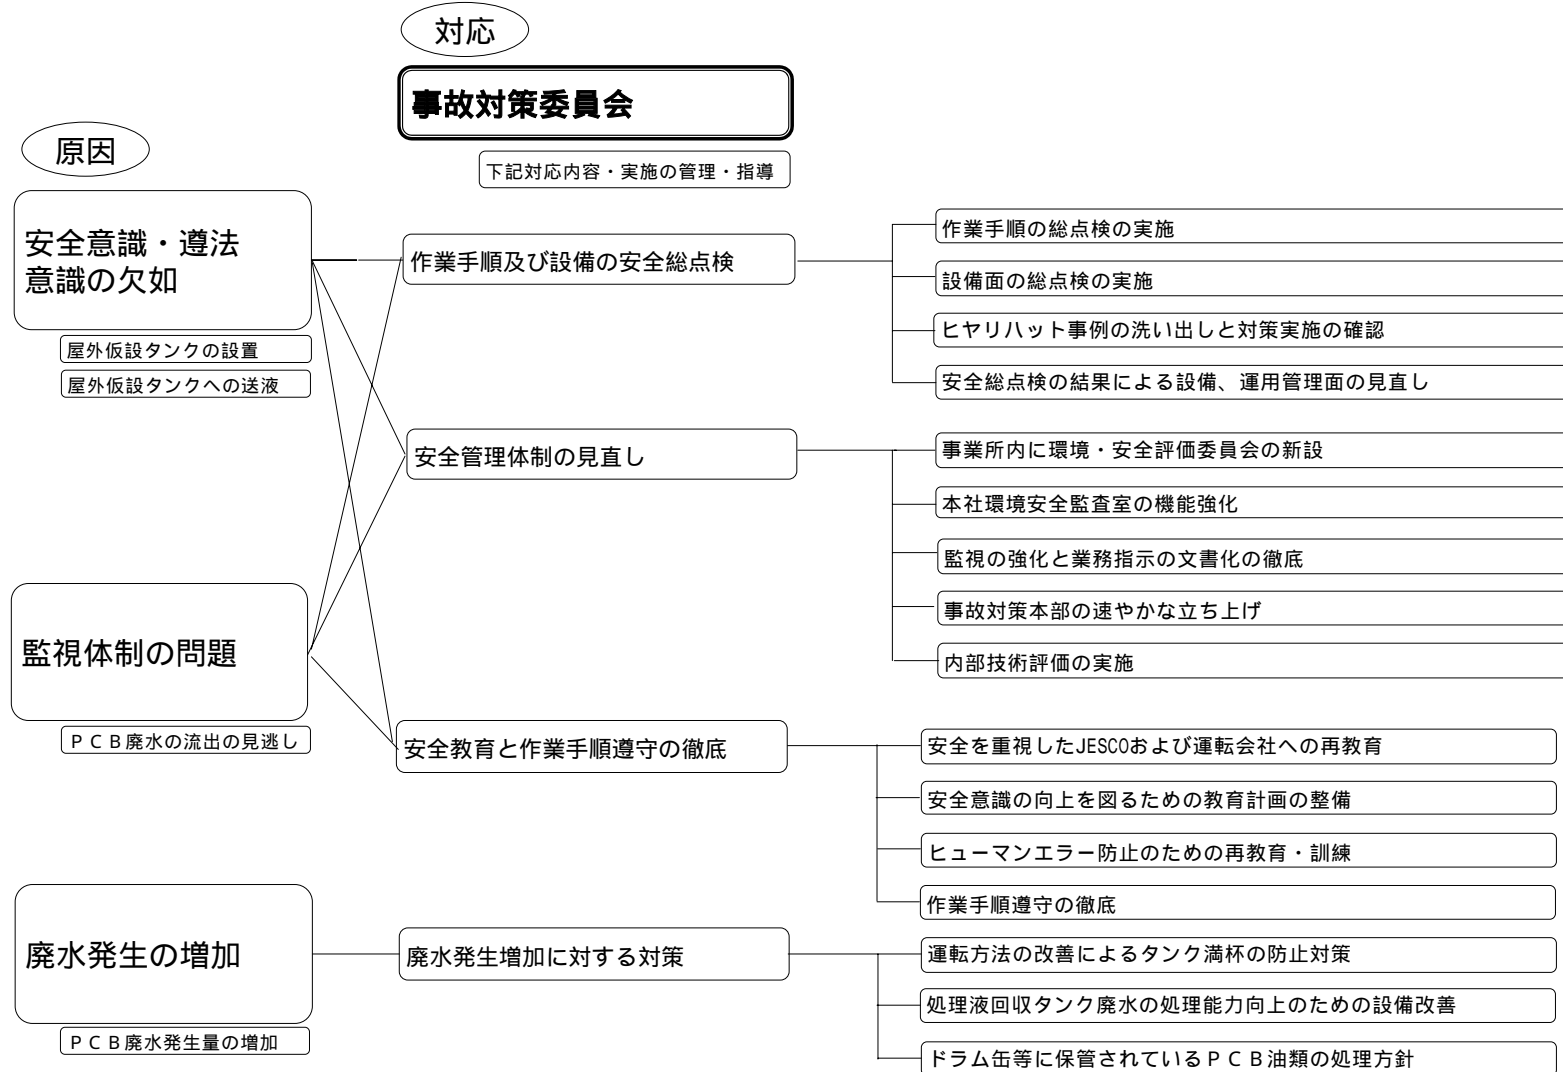 対応
事故対策委員会
下記対応内容・実施の管理・指導
原因
安全意識・遵法
意識の欠如
屋外仮設タンクの設置
屋外仮設タンクへの送液
監視体制の問題
ＰＣＢ廃水の流出の見逃し
廃水発生の増加
ＰＣＢ廃水発生量の増加
作業手順及び設備の安全総点検
作業手順の総点検の実施
設備面の総点検の実施
ヒヤリハット事例の洗い出しと対策実施の確認
安全総点検の結果による設備、運用管理面の見直し
安全管理体制の見直し
事業所内に環境・安全評価委員会の新設
本社環境安全監査室の機能強化
監視の強化と業務指示の文書化の徹底
事故対策本部の速やかな立ち上げ
内部技術評価の実施
安全教育と作業手順遵守の徹底
安全を重視したJESCOおよび運転会社への再教育
安全意識の向上を図るための教育計画の整備
ヒューマンエラー防止のための再教育・訓練
作業手順遵守の徹底
廃水発生増加に対する対策
運転方法の改善によるタンク満杯の防止対策
処理液回収タンク廃水の処理能力向上のための設備改善
ドラム缶等に保管されているＰＣＢ油類の処理方針